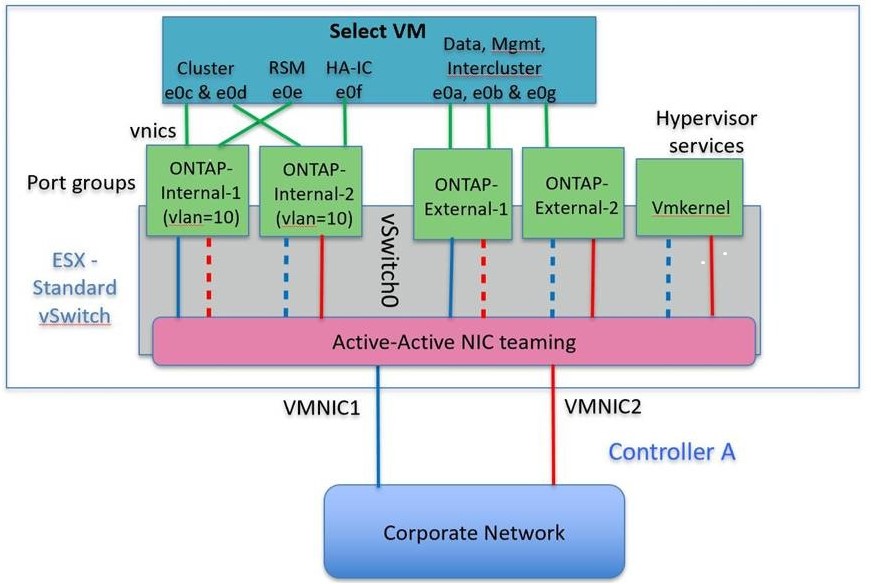 Select VM
Cluster
e0c & e0d
RSM
e0e
HA-IC
e0f
Data, Mgmt,
Intercluster
e0a, e0b & e0g
vnics
Hypervisor
services
Port groups
ONTAP-
Internal-1
(vlan=10)
ONTAP-
Internal-2
(vlan=10)
ONTAP-
External-1
ONTAP-
External-2
Vmkernel
vSwitch0
ESX -
Standard
vSwitch
Active-Active NIC teaming
VMNIC1
VMNIC2
Controller A
Corporate Network